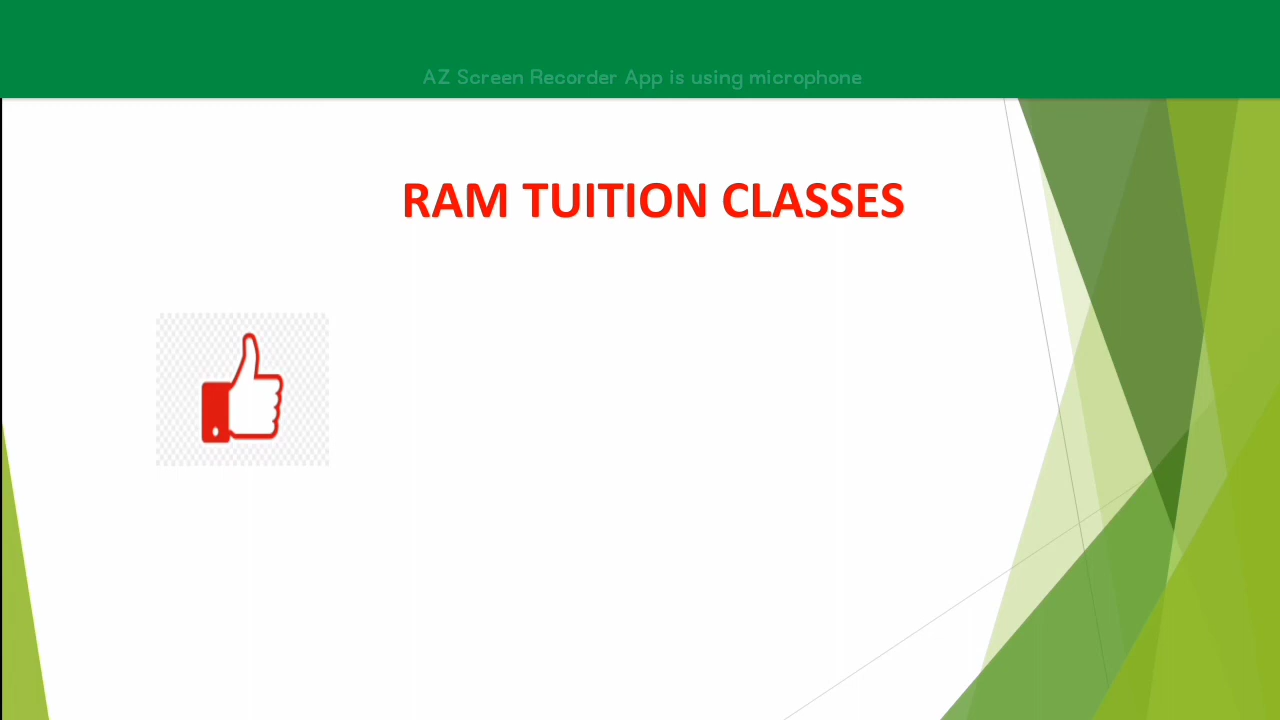 AZ Screen Recorder App is using microphone
RAM TUITION CLASSES